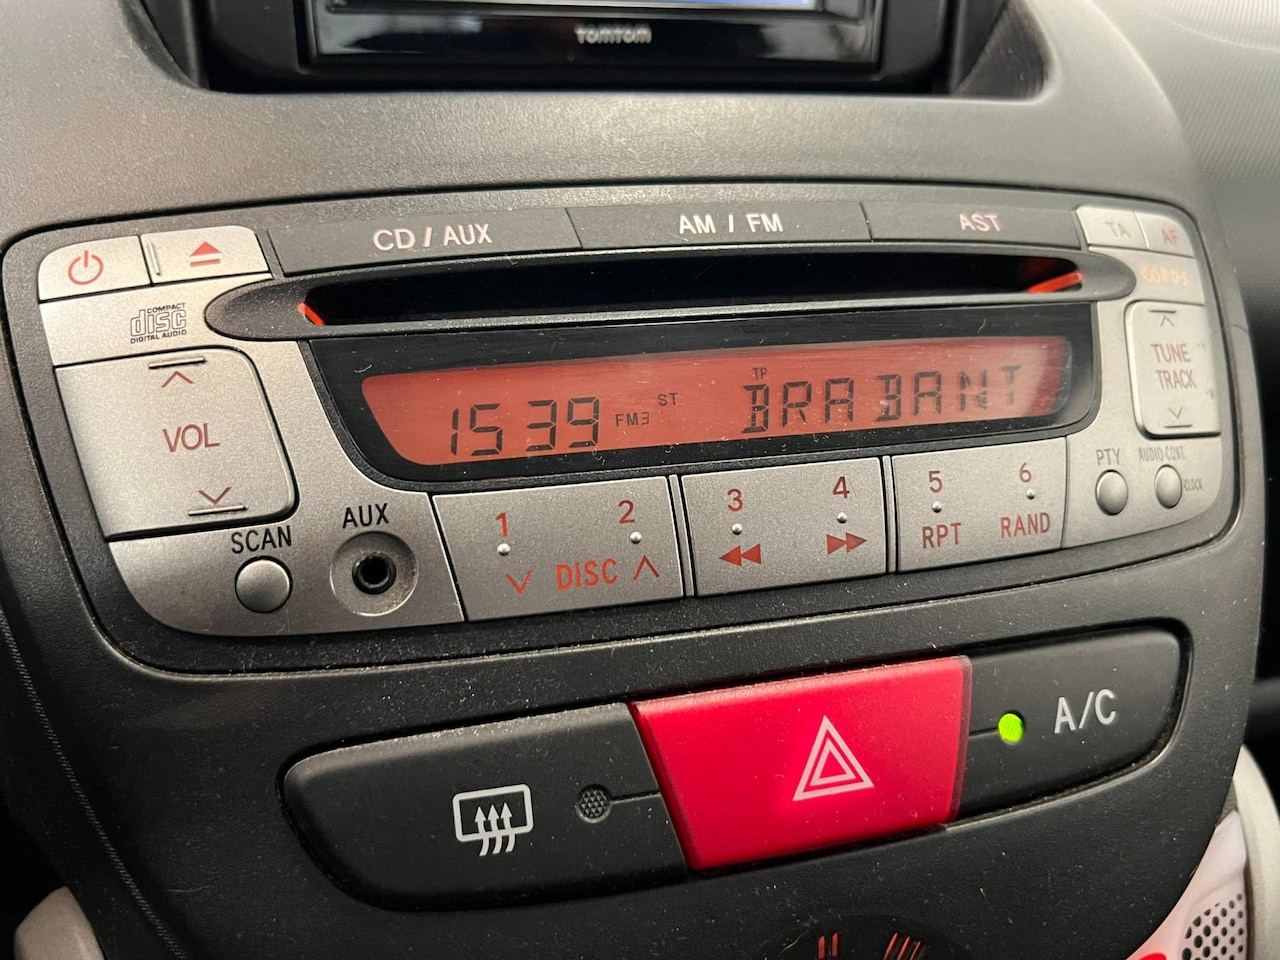 TOMTOM
CD / AUX
AM / FM
AST
TA
AF
COMPACT
disc
DIGITAL AUDIO
VOL
TUNE
TRACK
1539
FM3
ST
TP
BRABANT
SCAN
AUX
1
2
DISC
3
4
5
RPT
6
RAND
PTY
AUDIO CONT.
CLOCK
A/C